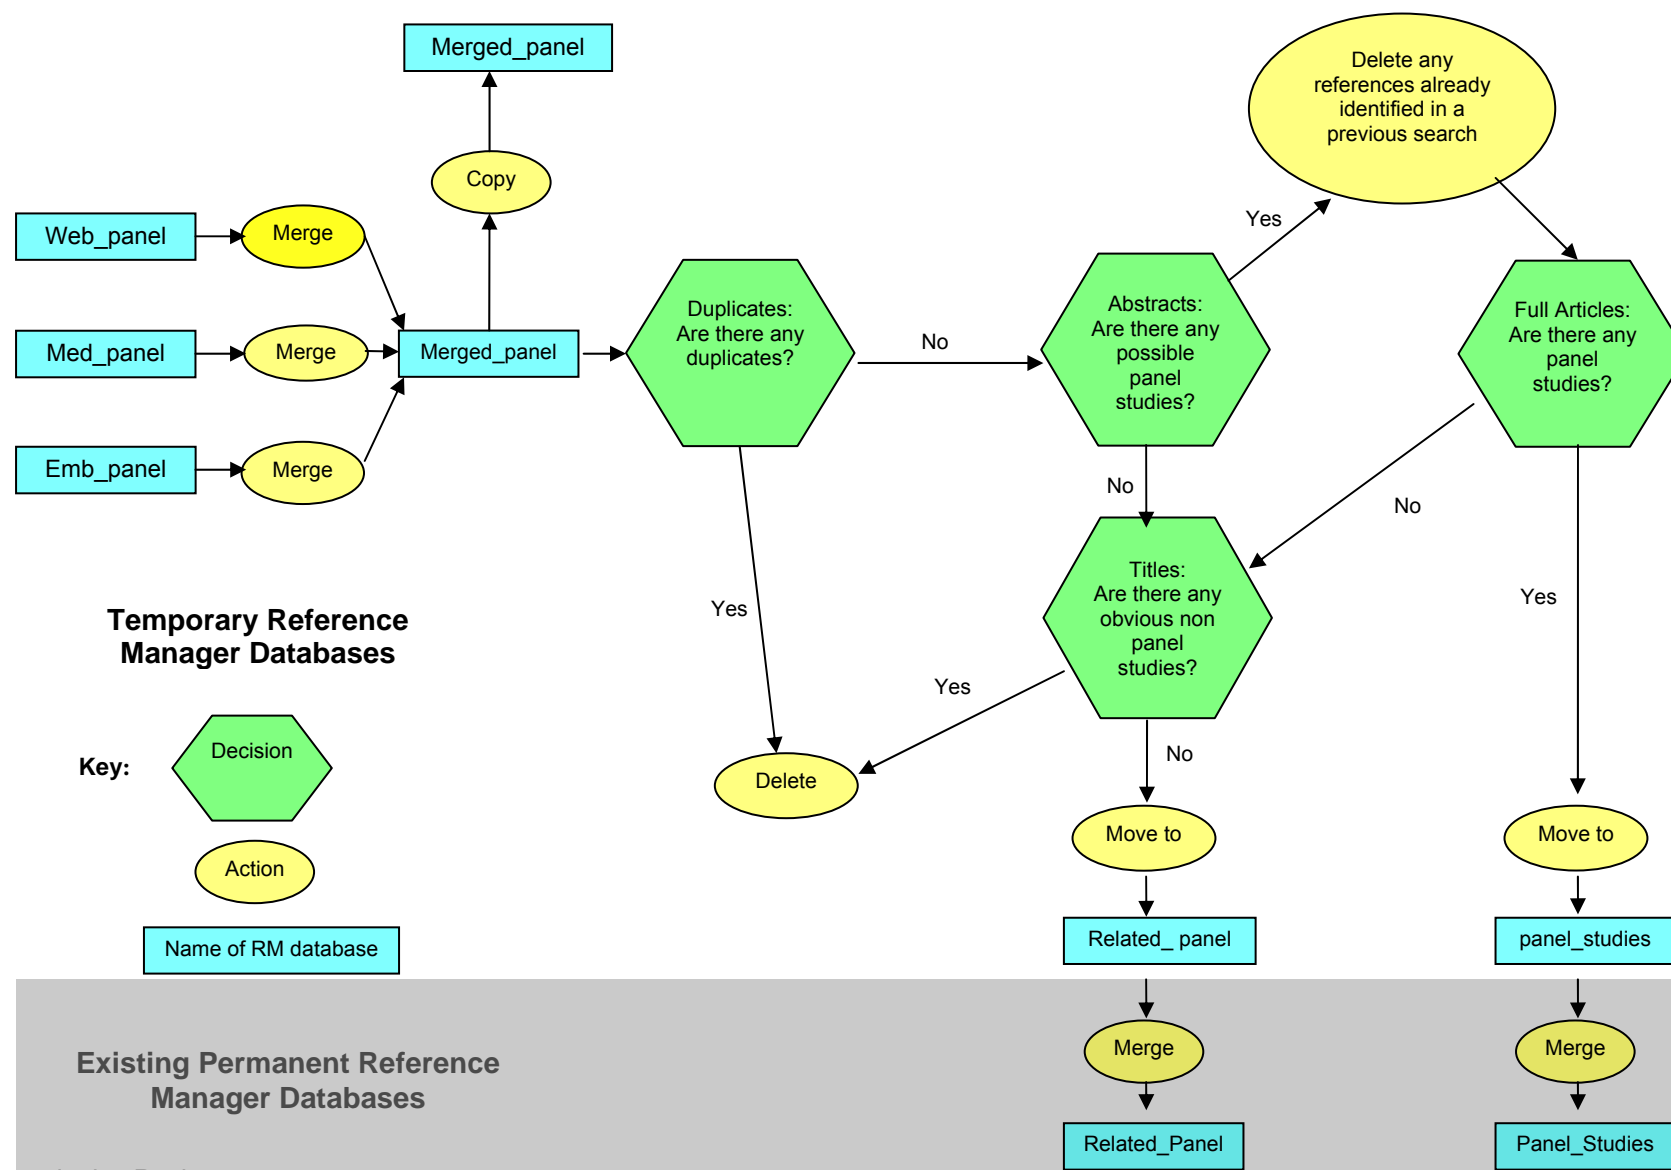 Merged_panel
Delete any
references already
identified in a
previous search
Copy
Yes
Web_panel
Merge
Duplicates:
Are there any
duplicates?
Abstracts:
Are there any
possible
panel
studies?
Full Articles:
Are there any
panel
studies?
Med_panel
Merge
Merged_panel
No
Emb_panel
Merge
No
No
Titles:
Are there any
obvious non
panel
studies?
Yes
Yes
Temporary Reference
Manager Databases
Yes
No
Key:
Decision
Delete
Move to
Move to
Action
Name of RM database
Related_ panel
panel_studies
Existing Permanent Reference
Manager Databases
Merge
Merge
Related_Panel
Panel_Studies